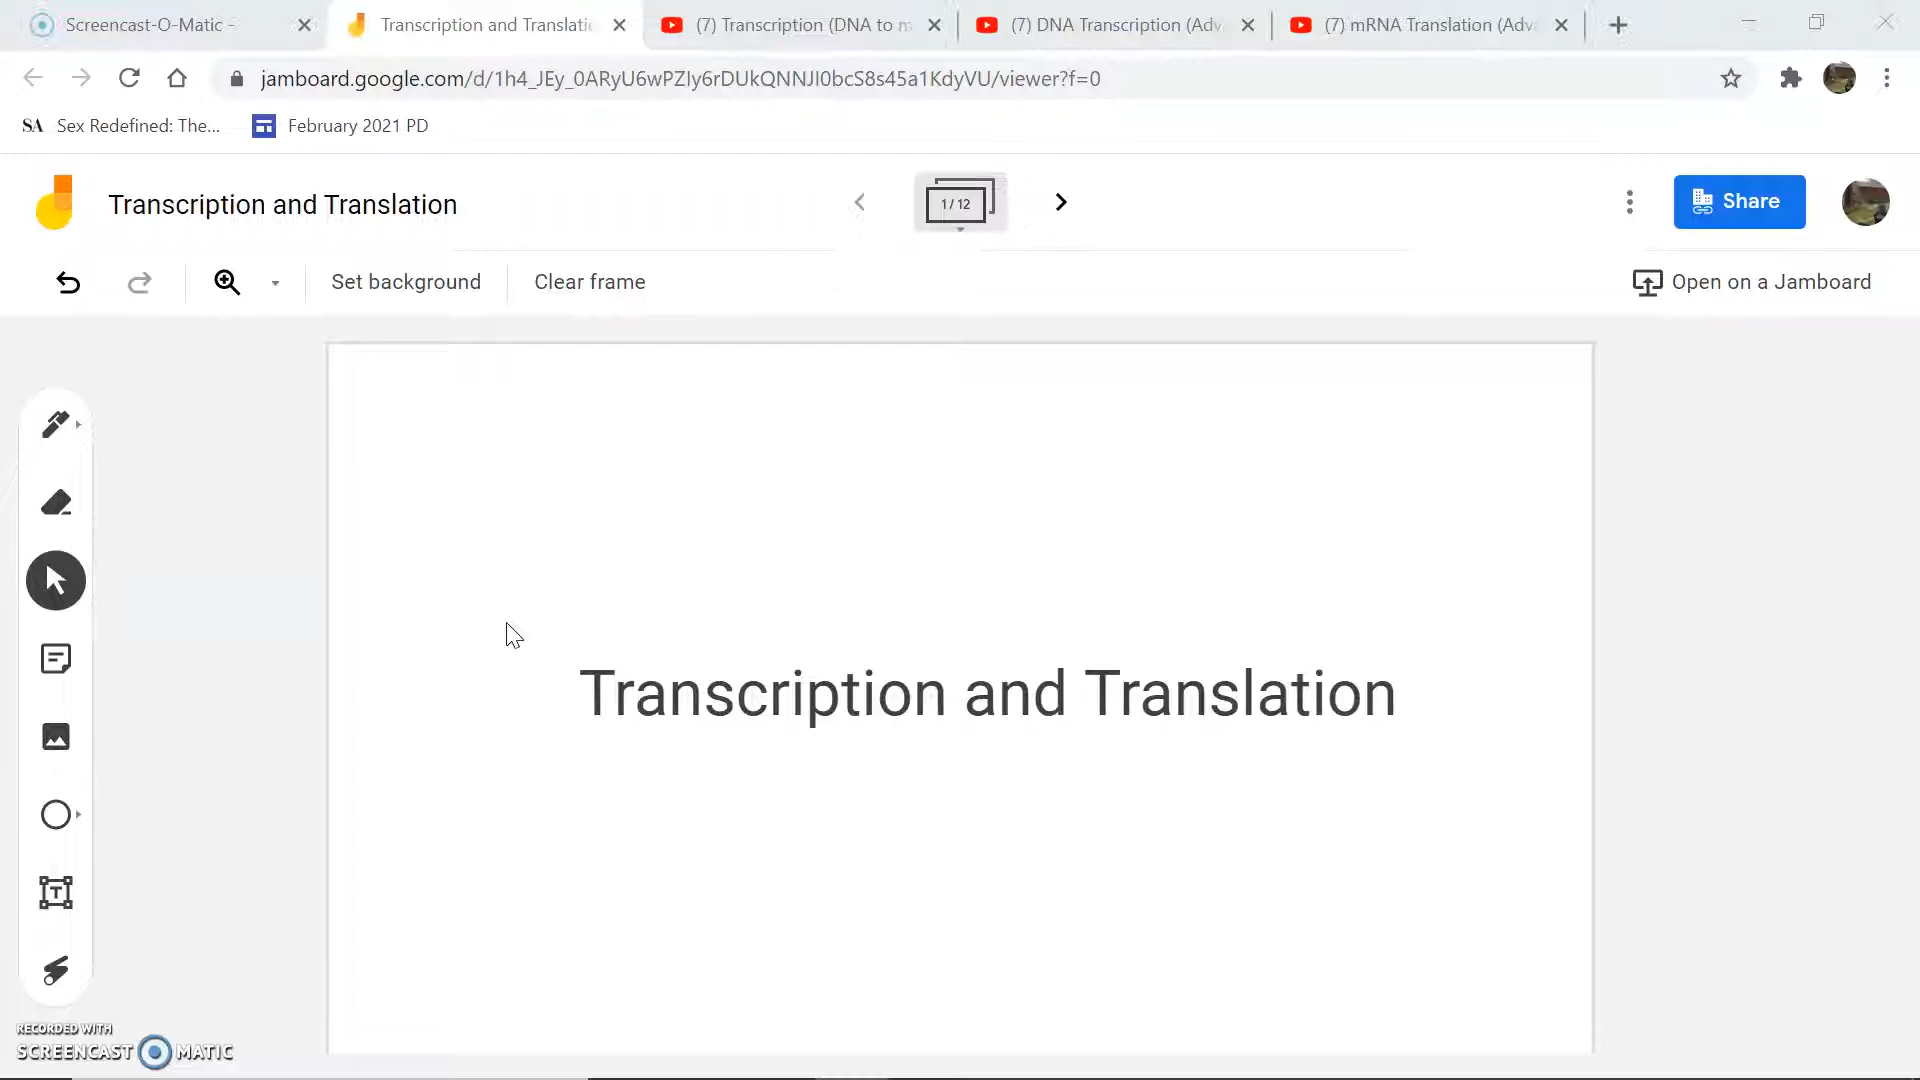 Screencast-O-Matic -
Transcription and Translatio
(7) Transcription (DNA to m
(7) DNA Transcription (Adv
(7) mRNA Translation (Adv
jamboard.google.com/d/1h4_JEy_0ARyU6wPZIy6rDUkQNNJI0bcS8s45a1KdyVU/viewer?f=0
SA Sex Redefined: The...
February 2021 PD
Transcription and Translation
1 / 12
Share
Set background
Clear frame
Open on a Jamboard
Transcription and Translation
RECORDED WITH
SCREENCAST MATIC